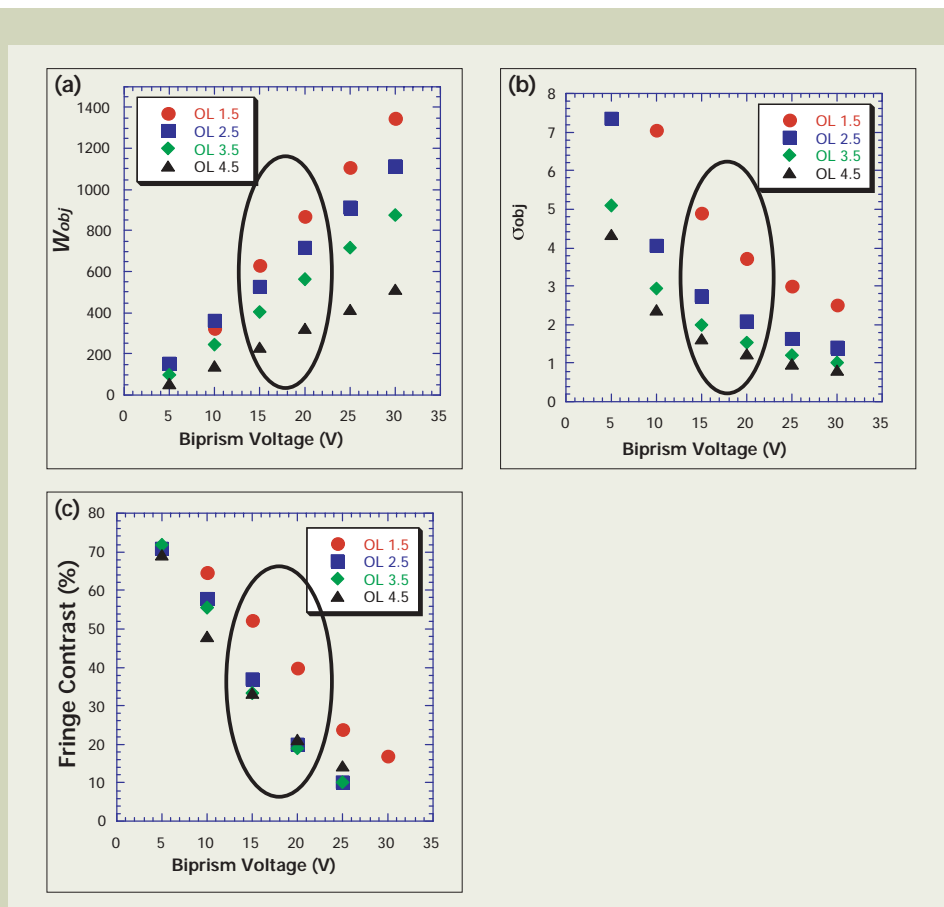 (a)
1400
1200
1000
800
600
400
200
0
Wobj
OL 1.5
OL 2.5
OL 3.5
OL 4.5
0 5 10 15 20 25 30 35
Biprism Voltage (V)
(b)
8
7
6
5
4
3
2
1
0
σobj
OL 1.5
OL 2.5
OL 3.5
OL 4.5
0 5 10 15 20 25 30 35
Biprism Voltage (V)
(c)
80
70
60
50
40
30
20
10
0
Fringe Contrast (%)
OL 1.5
OL 2.5
OL 3.5
OL 4.5
0 5 10 15 20 25 30 35
Biprism Voltage (V)